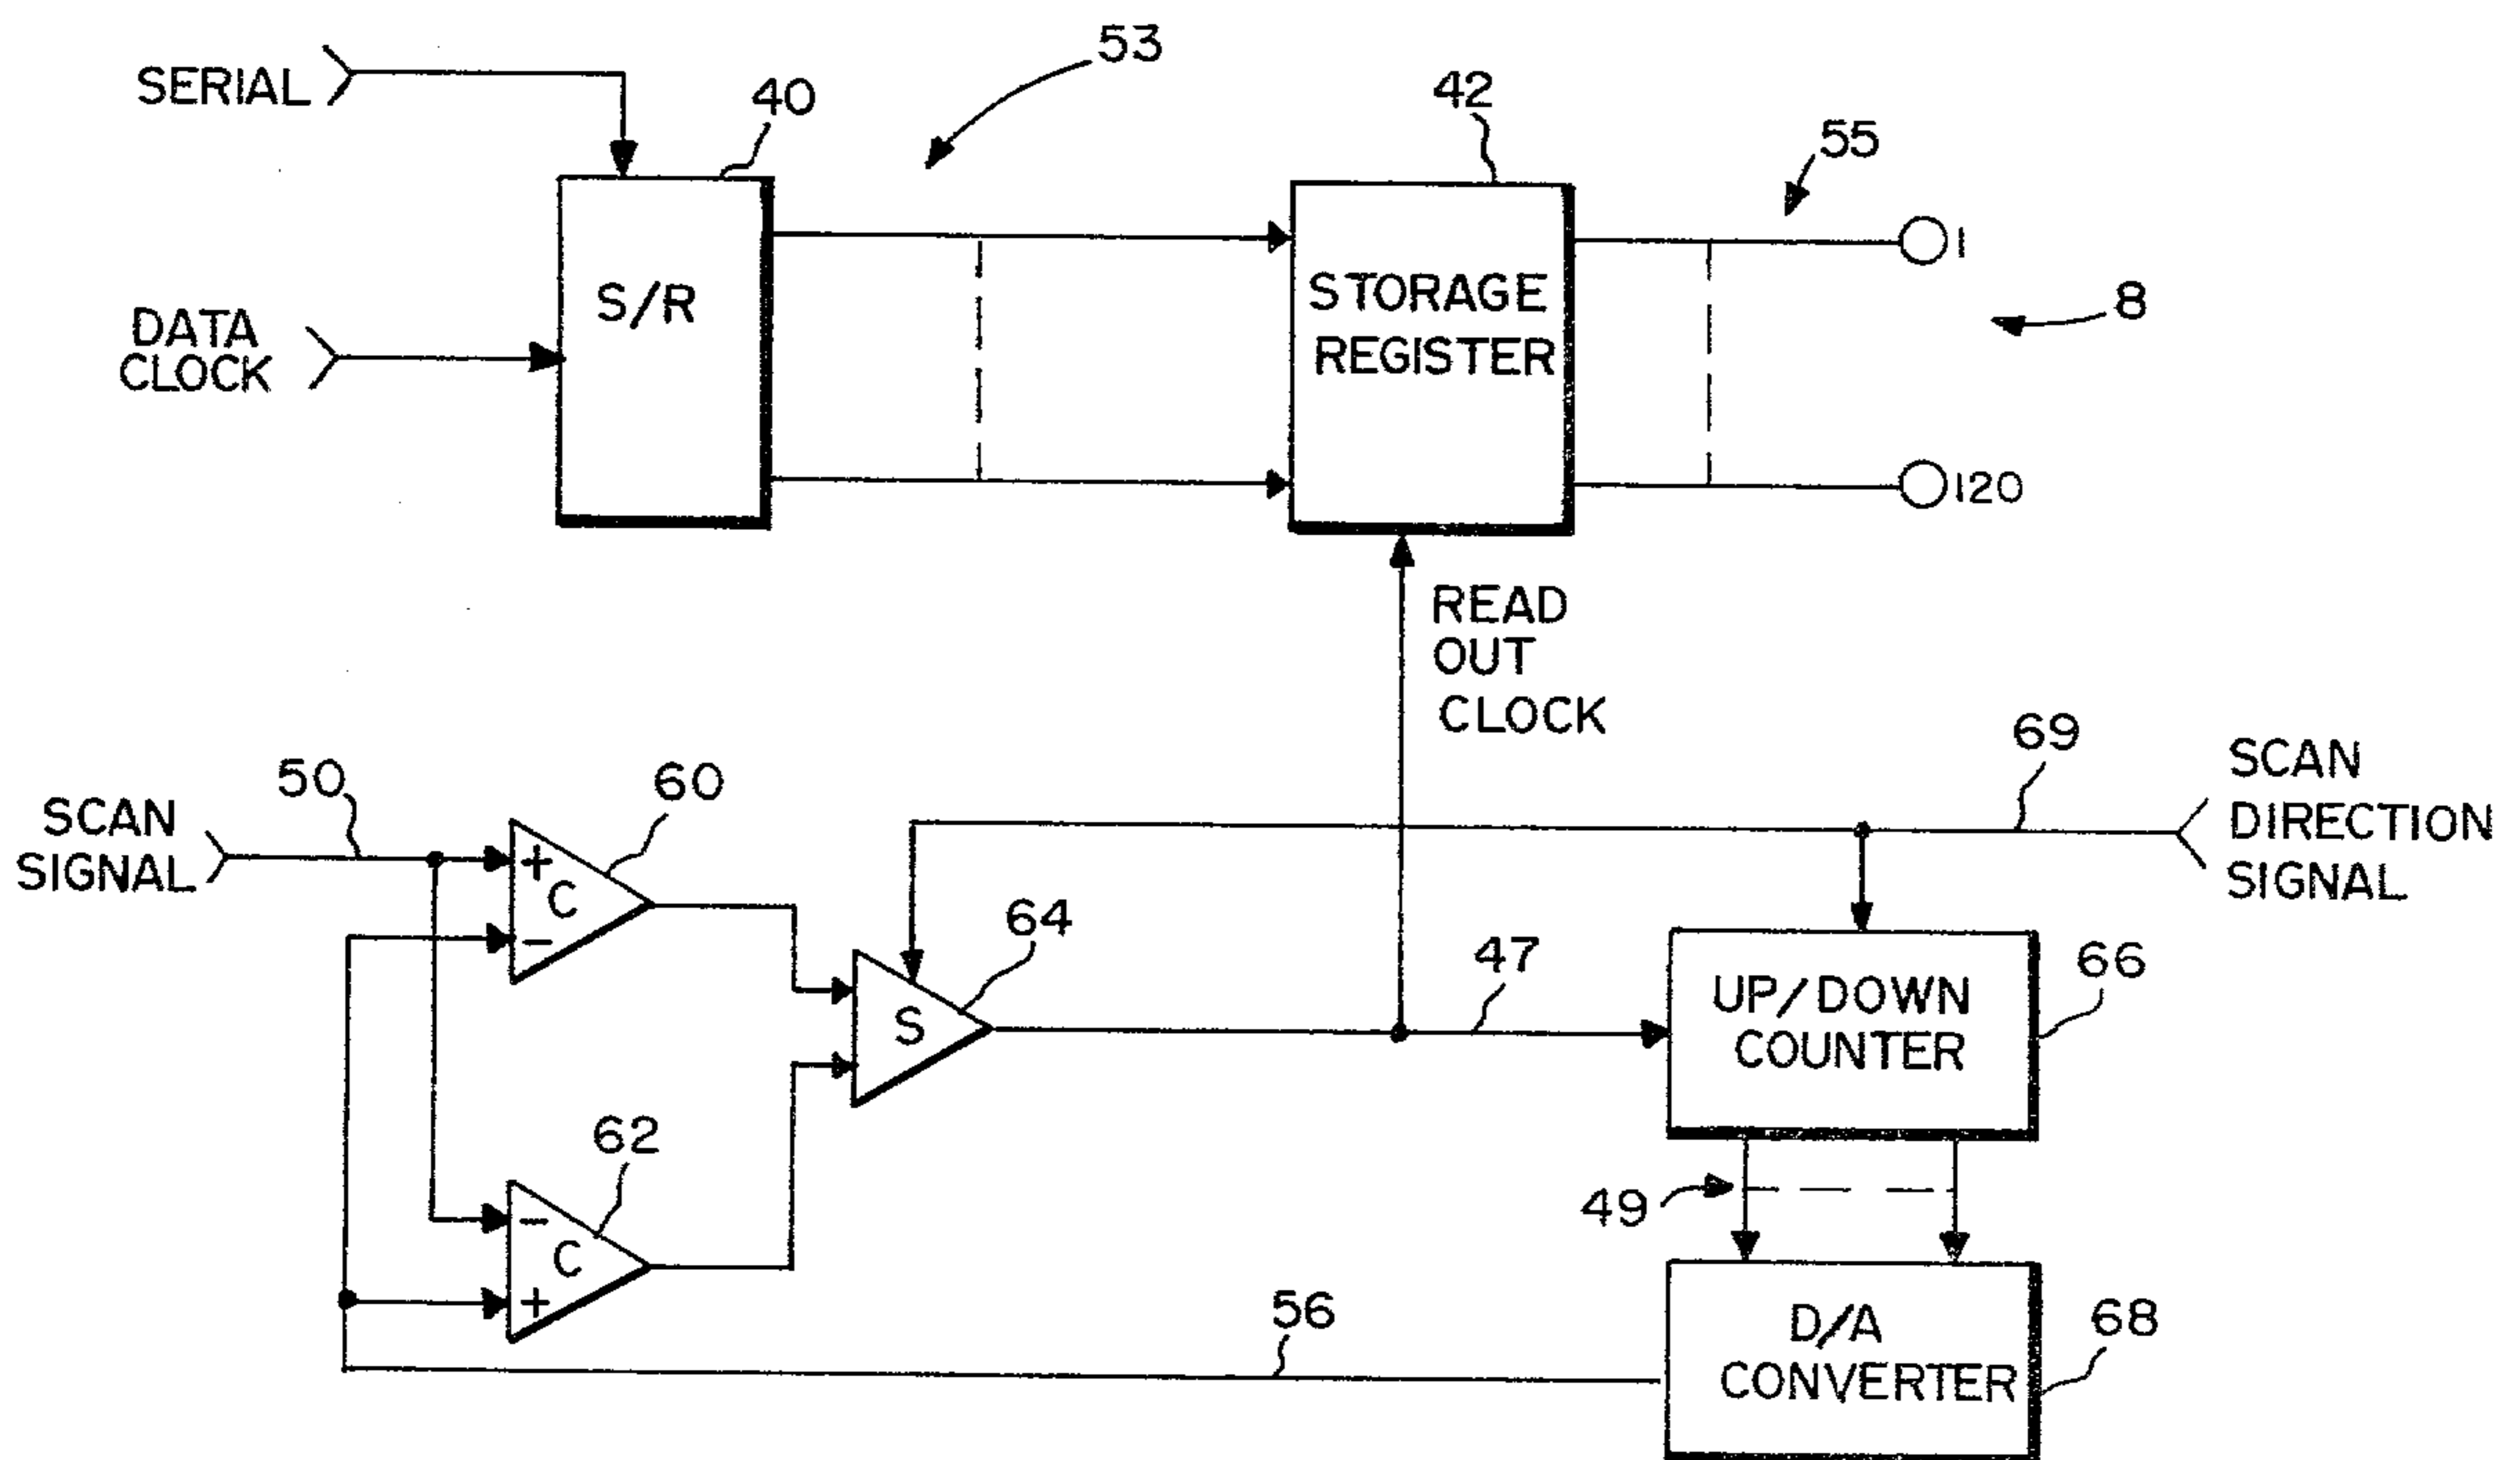 53
SERIAL
40
42
55
S/R
STORAGE
REGISTER
1
8
DATA
CLOCK
120
READ
OUT
CLOCK
69
SCAN
DIRECTION
SIGNAL
50
60
SCAN
SIGNAL
+
C
-
64
S
47
UP/DOWN
COUNTER
66
62
-
C
+
49
56
D/A
CONVERTER
68